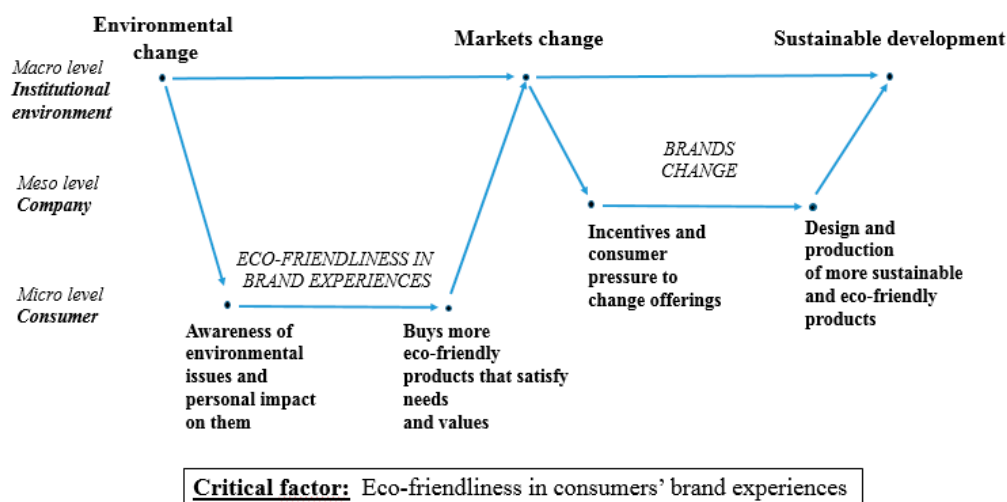 Environmental
change
Markets change
Sustainable development
Macro level
Institutional
environment
BRANDS
CHANGE
Meso level
Company
Incentives and
consumer
pressure to
change offerings
Design and
production
of more sustainable
and eco-friendly
products
ECO-FRIENDLINESS IN
BRAND EXPERIENCES
Micro level
Consumer
Awareness of
environmental
issues and
personal impact
on them
Buys more
eco-friendly
products that satisfy
needs
and values
Critical factor: Eco-friendliness in consumers’ brand experiences